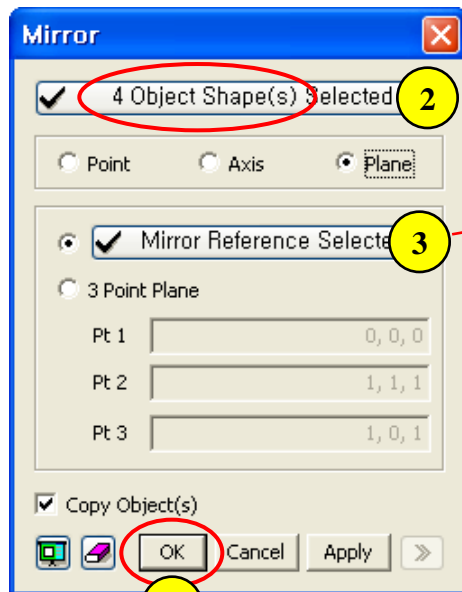 Mirror
4 Object Shape(s) Selected
2
Point Axis Plane
Mirror Reference Selecte
3
3 Point Plane
Pt 1 0, 0, 0
Pt 2 1, 1, 1
Pt 3 1, 0, 1
Copy Object(s)
OK Cancel Apply